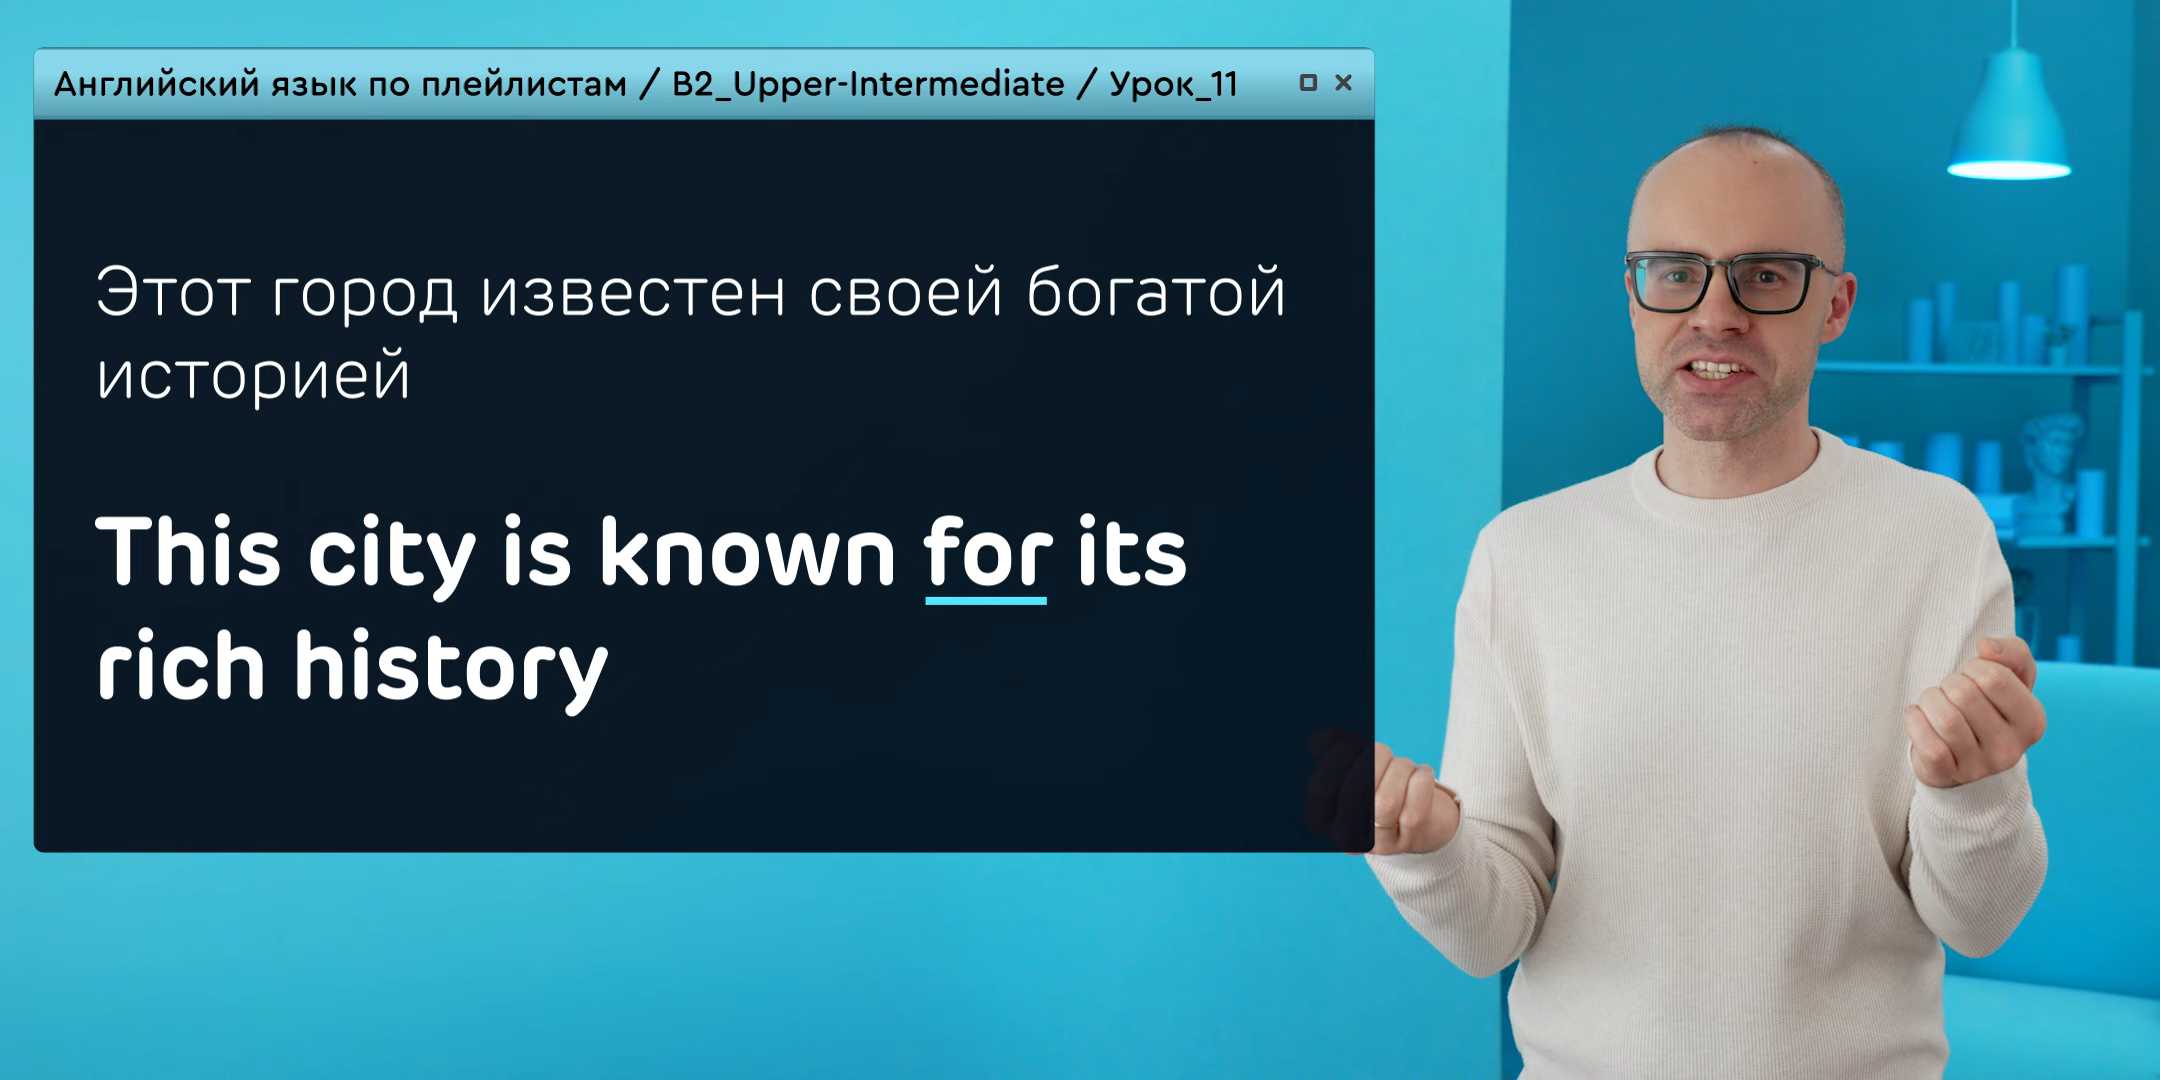 Английский язык по плейлистам / B2_Upper-Intermediate / Урок_11
Этот город известен своей богатой
историей
This city is known for its
rich history